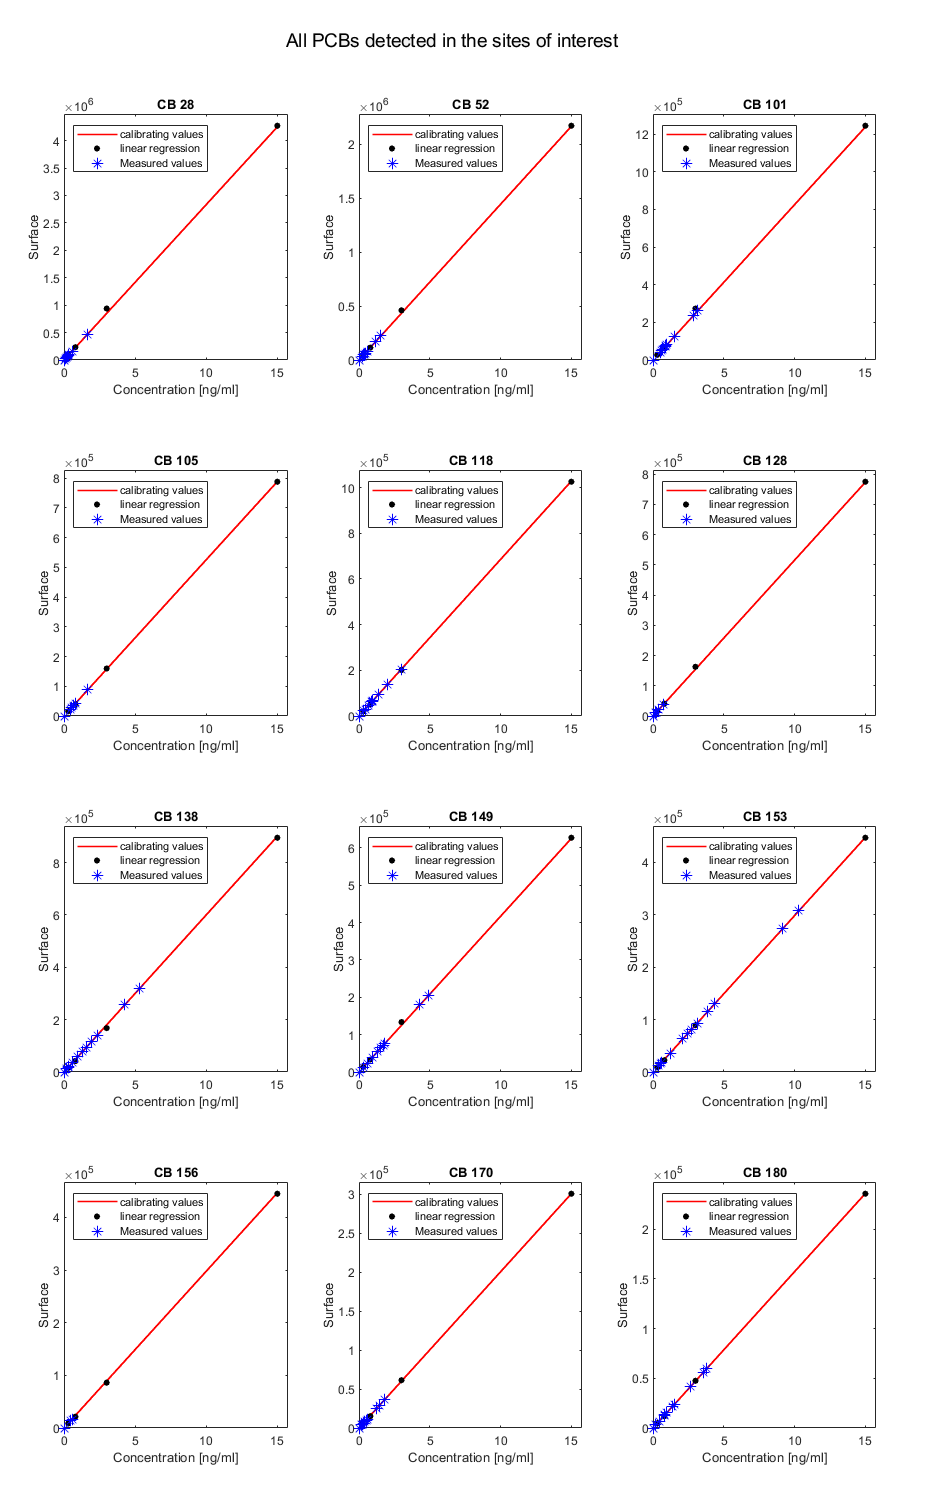 All PCBs detected in the sites of interest
×10^6
CB 28
calibrating values
linear regression
Measured values
Surface
4
3.5
3
2.5
2
1.5
1
0.5
0
0 5 10 15
Concentration [ng/ml]
×10^6
CB 52
calibrating values
linear regression
Measured values
Surface
2
1.5
1
0.5
0
0 5 10 15
Concentration [ng/ml]
×10^5
CB 101
calibrating values
linear regression
Measured values
Surface
12
10
8
6
4
2
0
0 5 10 15
Concentration [ng/ml]
×10^5
CB 105
calibrating values
linear regression
Measured values
Surface
8
7
6
5
4
3
2
1
0
0 5 10 15
Concentration [ng/ml]
×10^5
CB 118
calibrating values
linear regression
Measured values
Surface
10
8
6
4
2
0
0 5 10 15
Concentration [ng/ml]
×10^5
CB 128
calibrating values
linear regression
Measured values
Surface
8
7
6
5
4
3
2
1
0
0 5 10 15
Concentration [ng/ml]
×10^5
CB 138
calibrating values
linear regression
Measured values
Surface
8
6
4
2
0
0 5 10 15
Concentration [ng/ml]
×10^5
CB 149
calibrating values
linear regression
Measured values
Surface
6
5
4
3
2
1
0
0 5 10 15
Concentration [ng/ml]
×10^5
CB 153
calibrating values
linear regression
Measured values
Surface
4
3
2
1
0
0 5 10 15
Concentration [ng/ml]
×10^5
CB 156
calibrating values
linear regression
Measured values
Surface
4
3
2
1
0
0 5 10 15
Concentration [ng/ml]
×10^5
CB 170
calibrating values
linear regression
Measured values
Surface
3
2.5
2
1.5
1
0.5
0
0 5 10 15
Concentration [ng/ml]
×10^5
CB 180
calibrating values
linear regression
Measured values
Surface
2
1.5
1
0.5
0
0 5 10 15
Concentration [ng/ml]